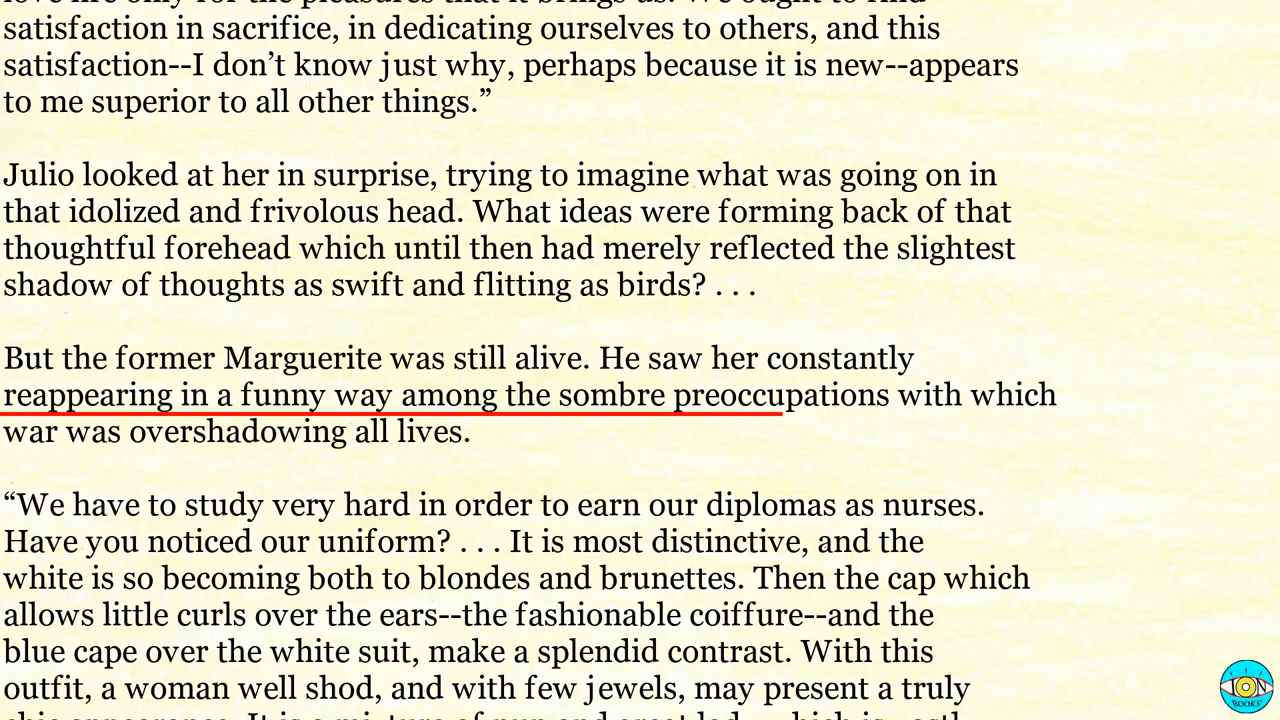 satisfaction in sacrifice, in dedicating ourselves to others, and this
satisfaction--I don’t know just why, perhaps because it is new--appears
to me superior to all other things.”
Julio looked at her in surprise, trying to imagine what was going on in
that idolized and frivolous head. What ideas were forming back of that
thoughtful forehead which until then had merely reflected the slightest
shadow of thoughts as swift and flitting as birds? . . .
But the former Marguerite was still alive. He saw her constantly
reappearing in a funny way among the sombre preoccupations with which
war was overshadowing all lives.
“We have to study very hard in order to earn our diplomas as nurses.
Have you noticed our uniform? . . . It is most distinctive, and the
white is so becoming both to blondes and brunettes. Then the cap which
allows little curls over the ears--the fashionable coiffure--and the
blue cape over the white suit, make a splendid contrast. With this
outfit, a woman well shod, and with few jewels, may present a truly
ION
BOOKS